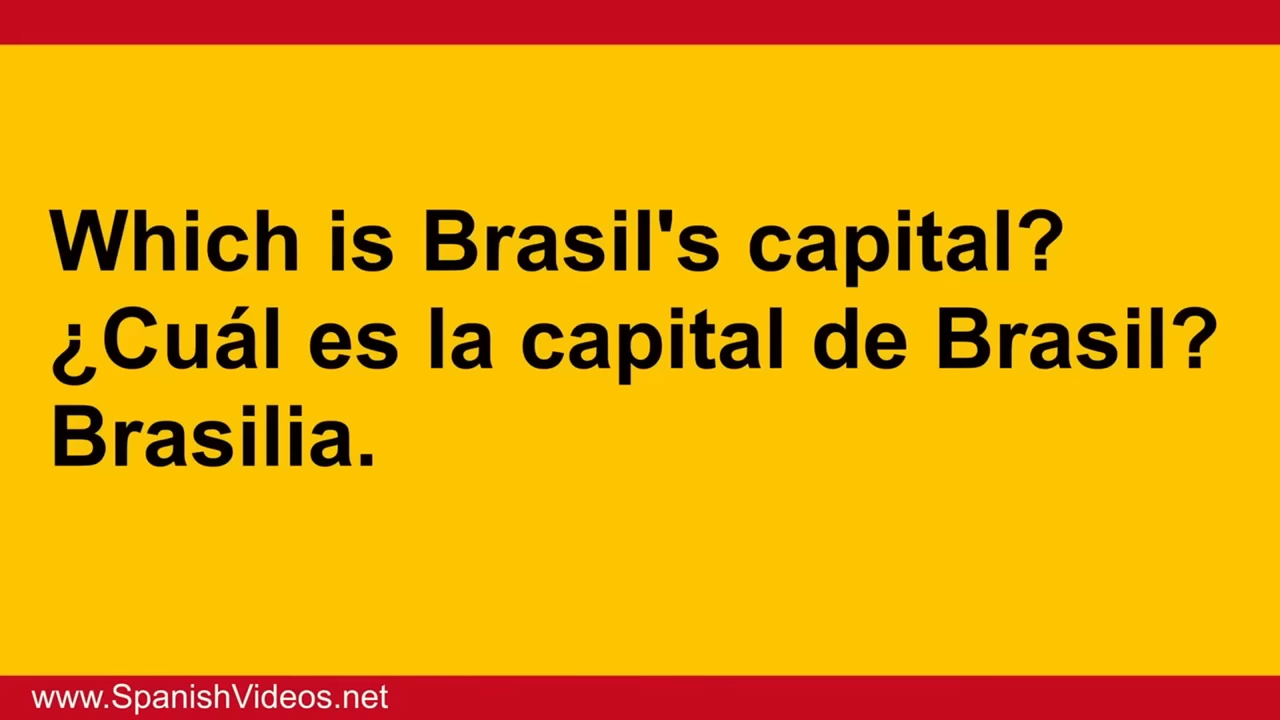 Which is Brasil's capital?
¿Cuál es la capital de Brasil?
Brasilia.
www.SpanishVideos.net